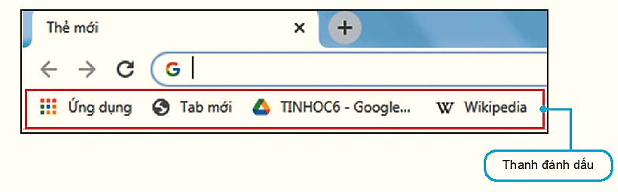 Thẻ mới
Ứng dụng Tab mới TINHOC6 - Google... Wikipedia
Thanh đánh dấu